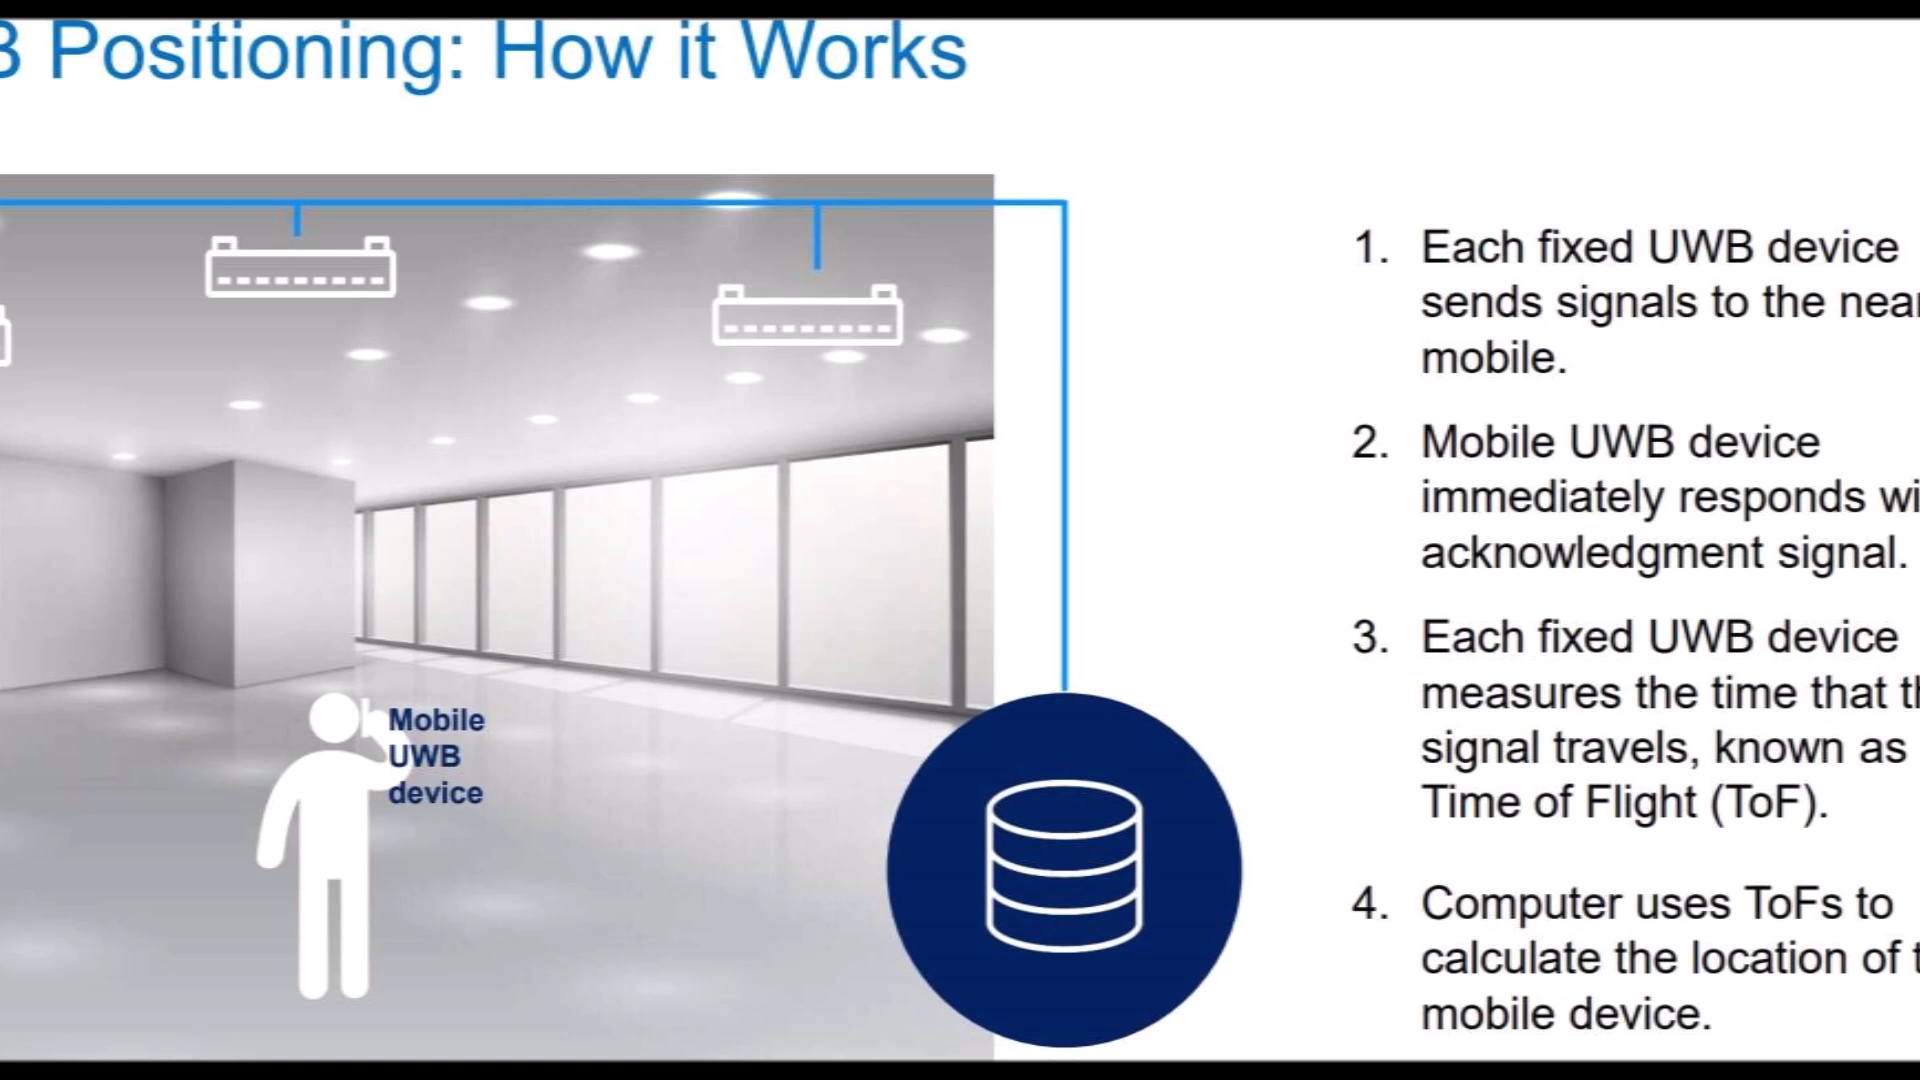 Positioning: How it Works
1. Each fixed UWB device
sends signals to the
mobile.
2. Mobile UWB device
immediately responds
acknowledgment signal.
3. Each fixed UWB device
measures the time that
signal travels, known as
Time of Flight (ToF).
4. Computer uses ToFs to
calculate the location of
mobile device.
Mobile
UWB
device